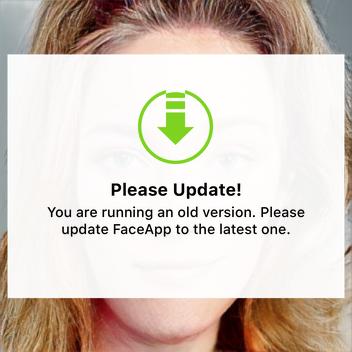 Please Update!
You are running an old version. Please
update FaceApp to the latest one.